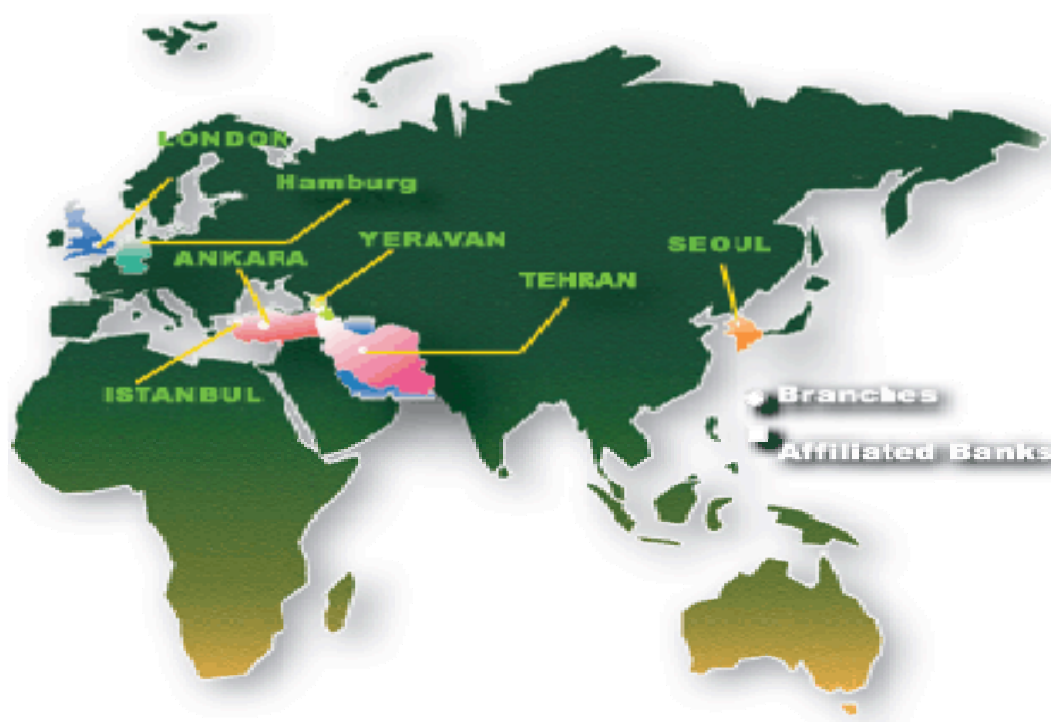 LONDON
Hamburg
YERAVAN
SEOUL
ANKARA
TEHRAN
ISTANBUL
Branches
Affiliated Banks